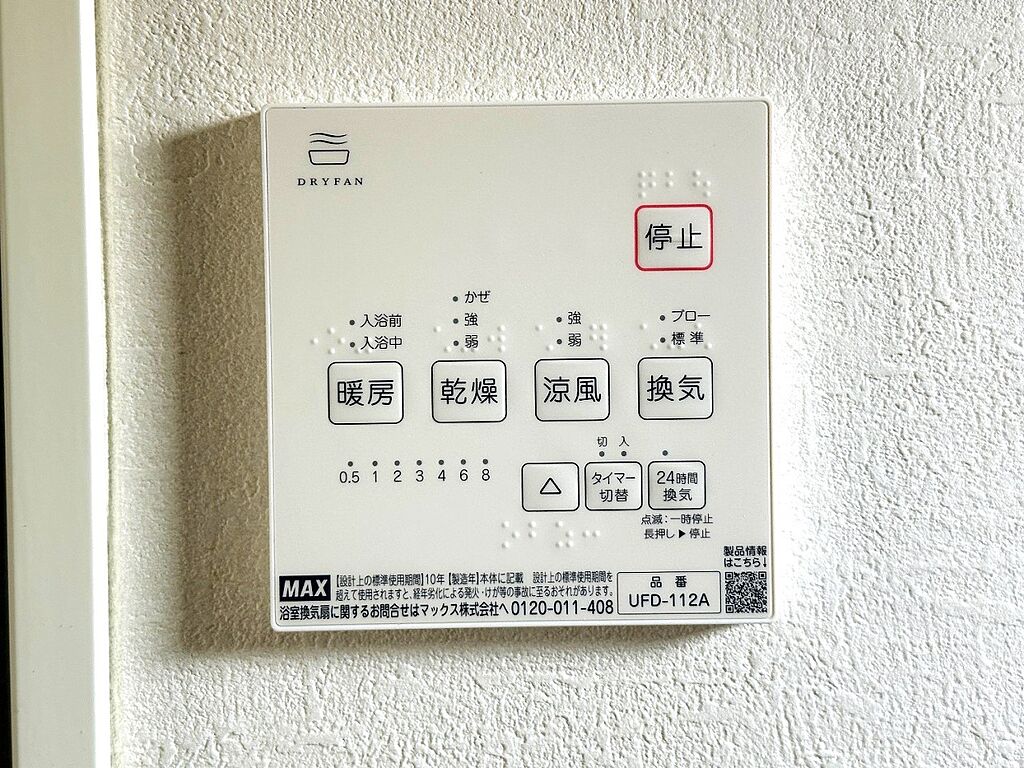 DRYFAN
停止
かぜ
入浴前 強 強 ブロー
入浴中 弱 弱 標準
暖房 乾燥 涼風 換気
切 入
0.5 1 2 3 4 6 8
△ タイマー切替 24時間換気
点滅:一時停止
長押し▶停止
製品情報
はこちら↓
MAX 【設計上の標準使用期間】10年 【製造年】本体に記載 設計上の標準使用期間を
超えて使用されますと、経年劣化による発火・けが等の事故に至るおそれがあります。
浴室換気扇に関するお問合せはマックス株式会社へ 0120-011-408
品番
UFD-112A